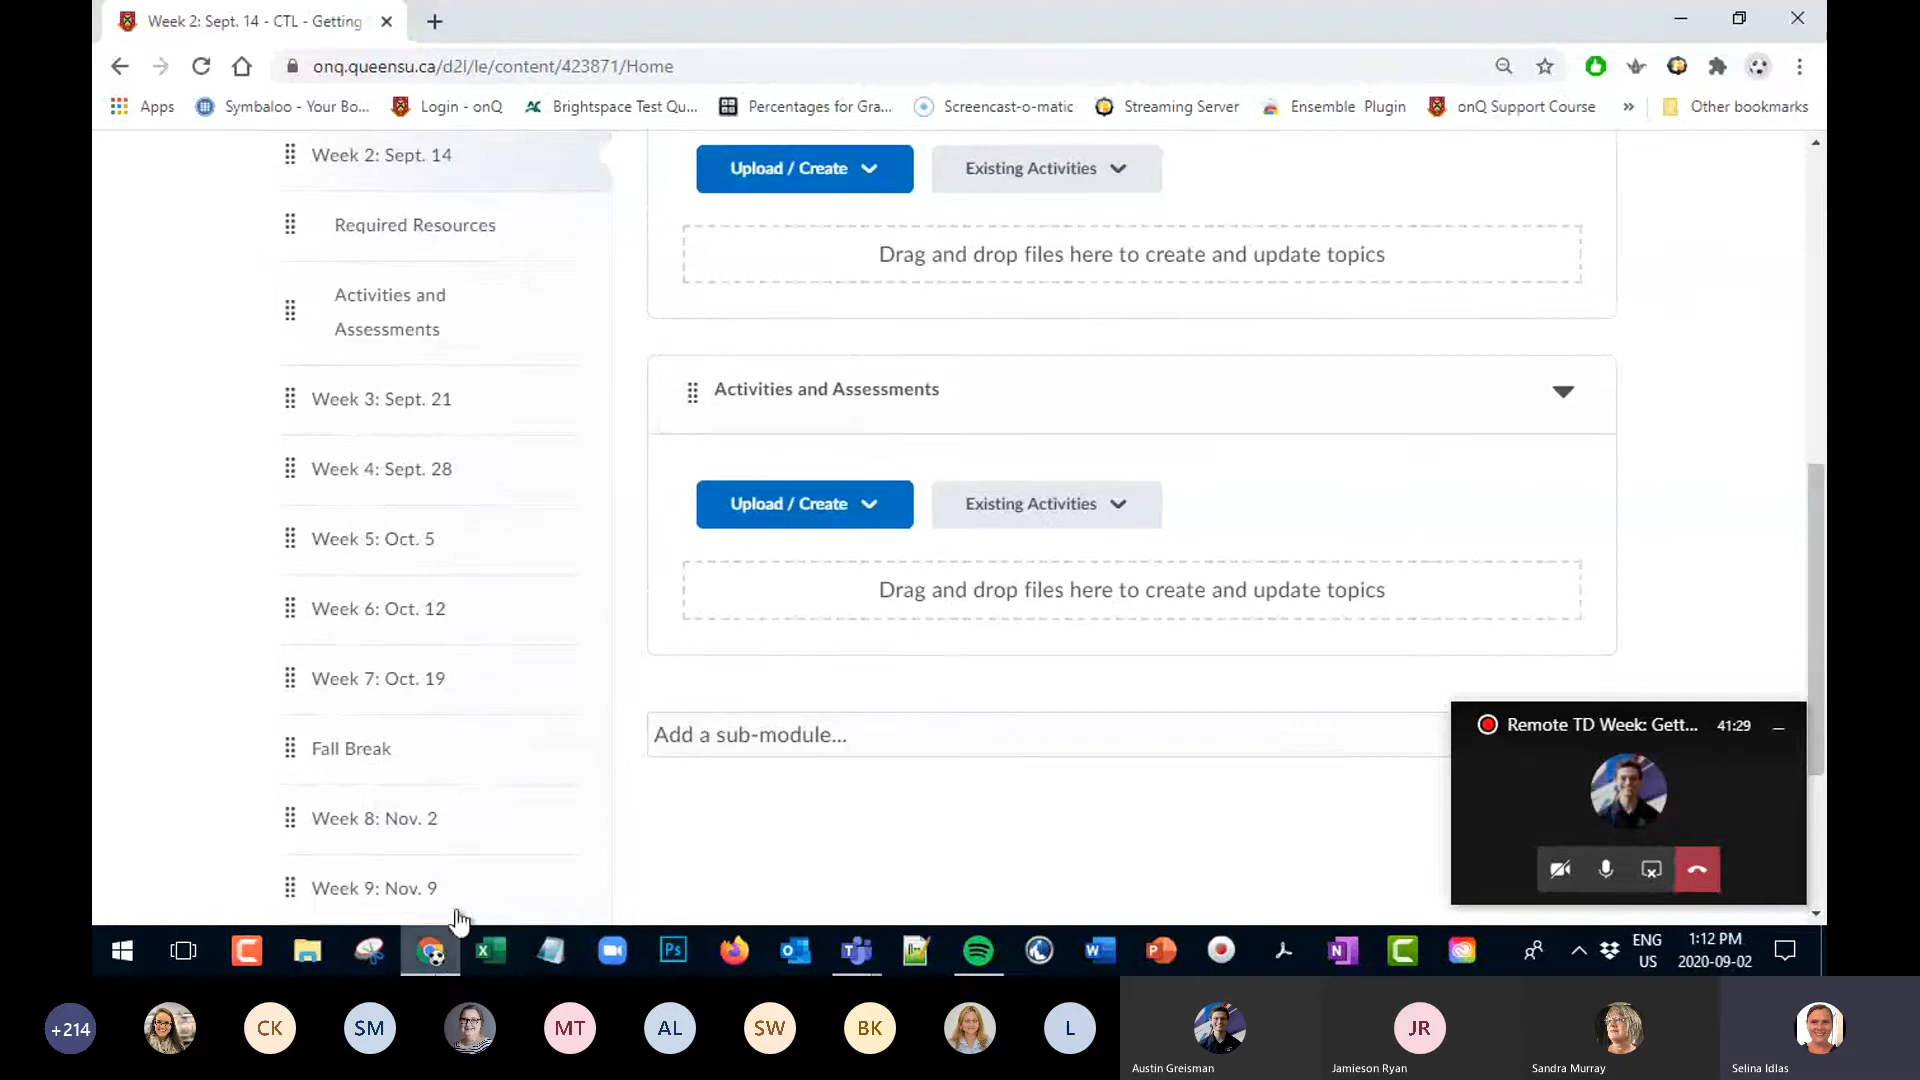 Week 2: Sept. 14 - CTL - Getting
onq.queensu.ca/d2l/le/content/423871/Home
Apps
Symbaloo - Your Bo...
Login - onQ
Brightspace Test Qu...
Percentages for Gra...
Screencast-o-matic
Streaming Server
Ensemble Plugin
onQ Support Course
»
Other bookmarks
Week 2: Sept. 14
Required Resources
Activities and
Assessments
Week 3: Sept. 21
Week 4: Sept. 28
Week 5: Oct. 5
Week 6: Oct. 12
Week 7: Oct. 19
Fall Break
Week 8: Nov. 2
Week 9: Nov. 9
Upload / Create
Existing Activities
Drag and drop files here to create and update topics
Activities and Assessments
Upload / Create
Existing Activities
Drag and drop files here to create and update topics
Add a sub-module...
Remote TD Week: Gett...
41:29
ENG
US
1:12 PM
2020-09-02
+214
CK
SM
MT
AL
SW
BK
L
JR
Austin Greisman
Jamieson Ryan
Sandra Murray
Selina Idlas